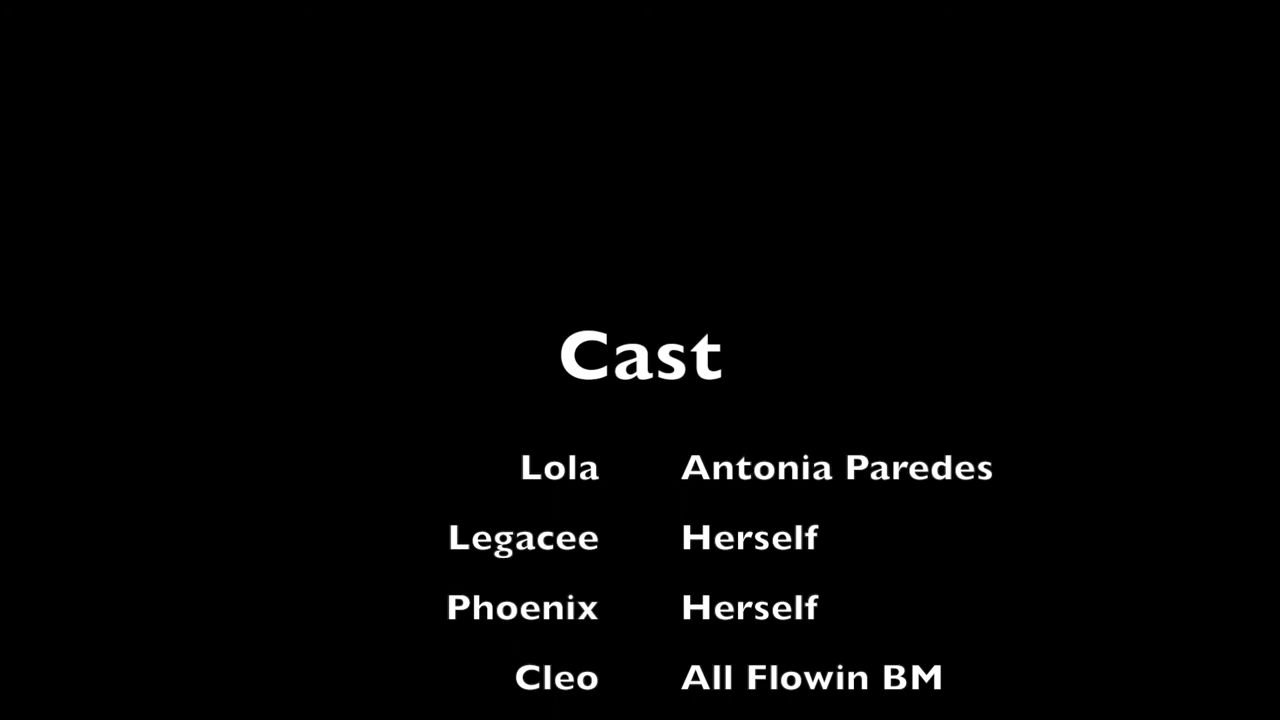 Cast
Lola Antonia Paredes
Legacee Herself
Phoenix Herself
Cleo All Flowin BM